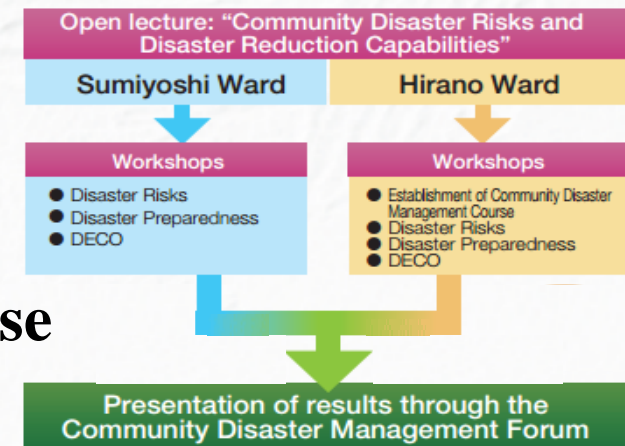 Open lecture: “Community Disaster Risks and
Disaster Reduction Capabilities”
Sumiyoshi Ward
Hirano Ward
Workshops
● Disaster Risks
● Disaster Preparedness
● DECO
Workshops
● Establishment of Community Disaster
Management Course
● Disaster Risks
● Disaster Preparedness
● DECO
se
Presentation of results through the
Community Disaster Management Forum